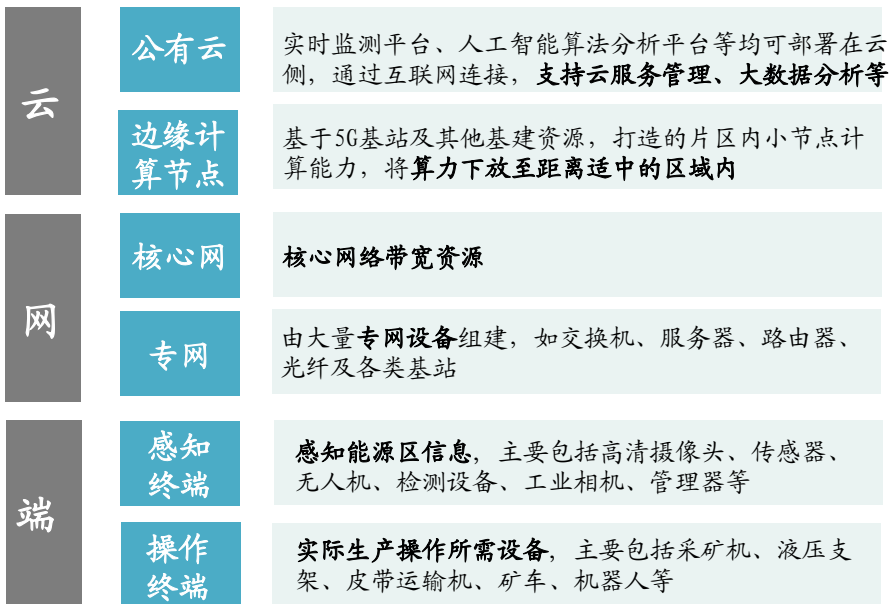 云
公有云
实时监测平台、人工智能算法分析平台等均可部署在云
侧，通过互联网连接，支持云服务管理、大数据分析等
边缘计
算节点
基于5G基站及其他基建资源，打造的片区内小节点计
算能力，将算力下放至距离适中的区域内
网
核心网
核心网络带宽资源
专网
由大量专网设备组建，如交换机、服务器、路由器、
光纤及各类基站
端
感知
终端
感知能源区信息，主要包括高清摄像头、传感器、
无人机、检测设备、工业相机、管理器等
操作
终端
实际生产操作所需设备，主要包括采矿机、液压支
架、皮带运输机、矿车、机器人等